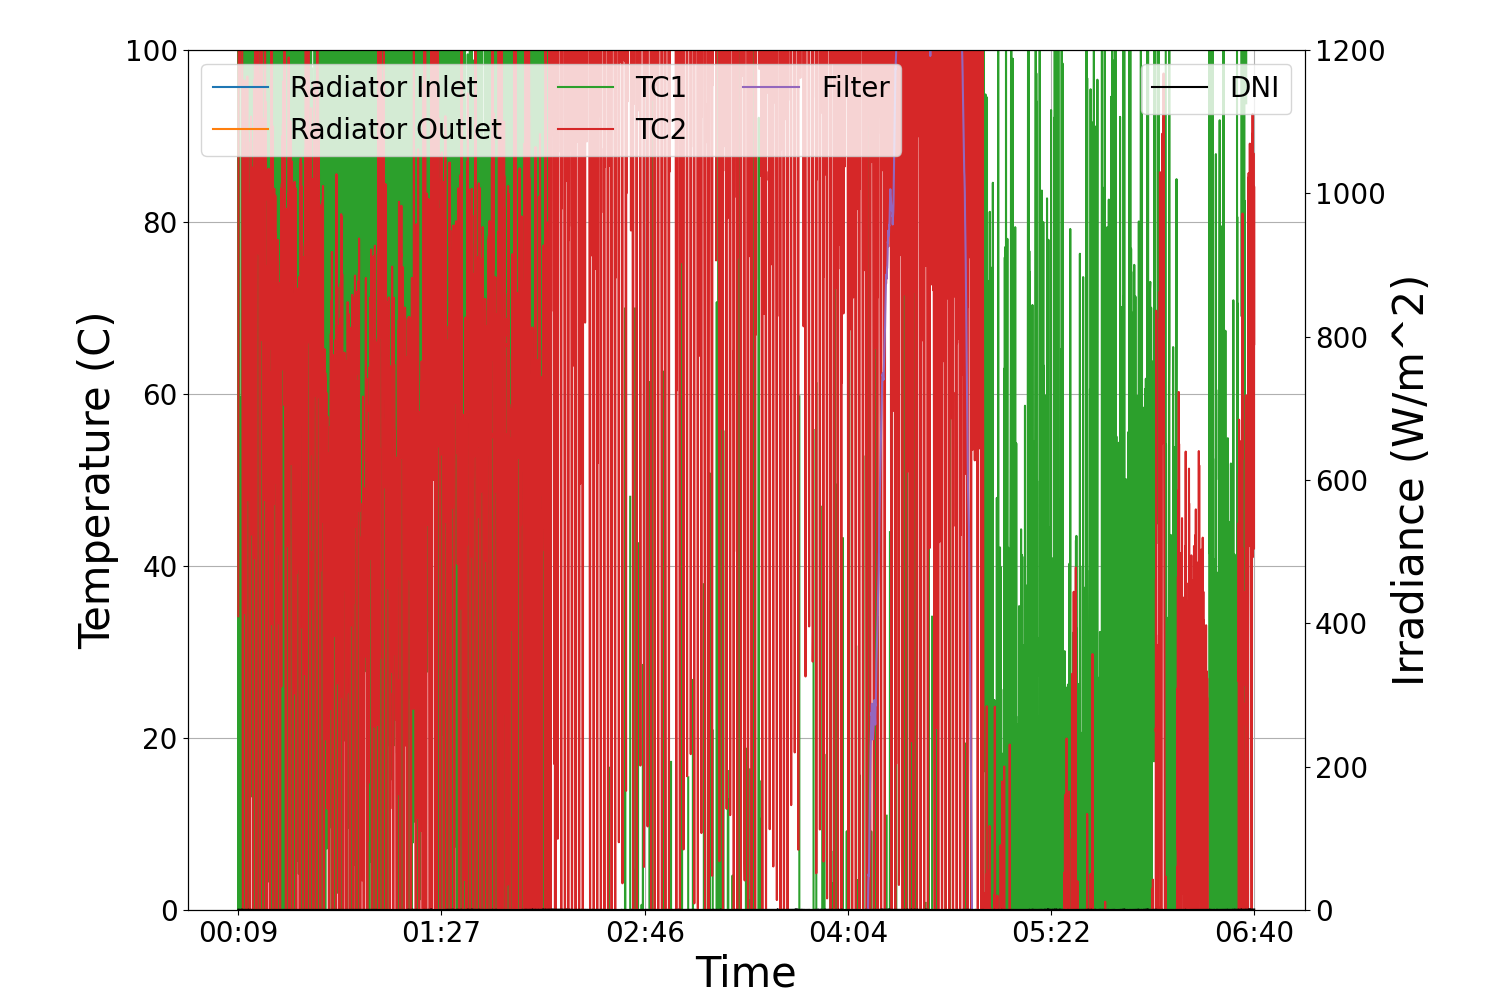 100
80
60
40
20
0
Temperature (C)
Radiator Inlet
Radiator Outlet
TC1
TC2
Filter
DNI
1200
1000
800
600
400
200
0
Irradiance (W/m^2)
00:09 01:27 02:46 04:04 05:22 06:40
Time